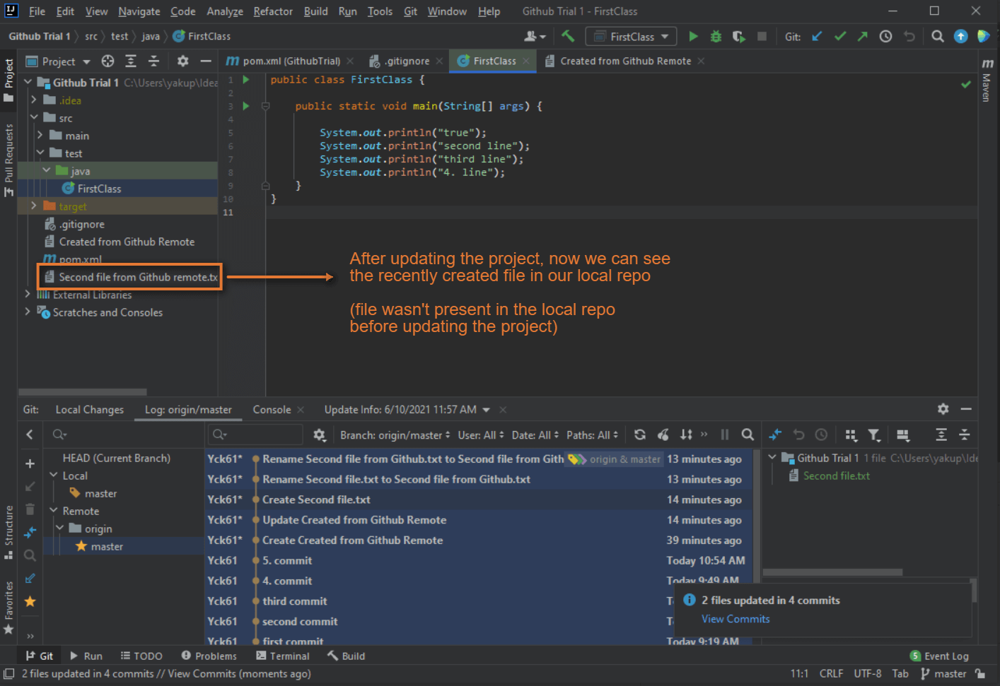 IJ File Edit View Navigate Code Analyze Refactor Build Run Tools Git Window Help Github Trial 1 - FirstClass
Github Trial 1 src test java FirstClass FirstClass Git:
Project
Pull Requests
Structure
Favorites
Project
pom.xml (GithubTrial) .gitignore FirstClass Created from Github Remote
m Maven
Github Trial 1 C:\Users\yakup\Idea
.idea
src
main
test
java
FirstClass
target
.gitignore
Created from Github Remote
pom.xml
Second file from Github remote.tx
External Libraries
Scratches and Consoles
1 public class FirstClass {
2
3 public static void main(String[] args) {
4
5 System.out.println("true");
6 System.out.println("second line");
7 System.out.println("third line");
8 System.out.println("4. line");
9 }
10 }
11
After updating the project, now we can see
the recently created file in our local repo
(file wasn't present in the local repo
before updating the project)
Git: Local Changes Log: origin/master Console Update Info: 6/10/2021 11:57 AM
Branch: origin/master User: All Date: All Paths: All
HEAD (Current Branch)
Local
master
Remote
origin
master
Yck61* Rename Second file from Github.txt to Second file from Gith origin & master 13 minutes ago
Yck61* Rename Second file.txt to Second file from Github.txt 13 minutes ago
Yck61* Create Second file.txt 14 minutes ago
Yck61* Update Created from Github Remote 14 minutes ago
Yck61* Create Created from Github Remote 39 minutes ago
Yck61 5. commit Today 10:54 AM
Yck61 4. commit Today 9:49 AM
Yck61 third commit T
Yck61 second commit T
Yck61 first commit Today 9:19 AM
Github Trial 1 1 file C:\Users\yakup\Ide
Second file.txt
2 files updated in 4 commits
View Commits
Git Run TODO Problems Terminal Build 5 Event Log
2 files updated in 4 commits // View Commits (moments ago) 11:1 CRLF UTF-8 Tab master